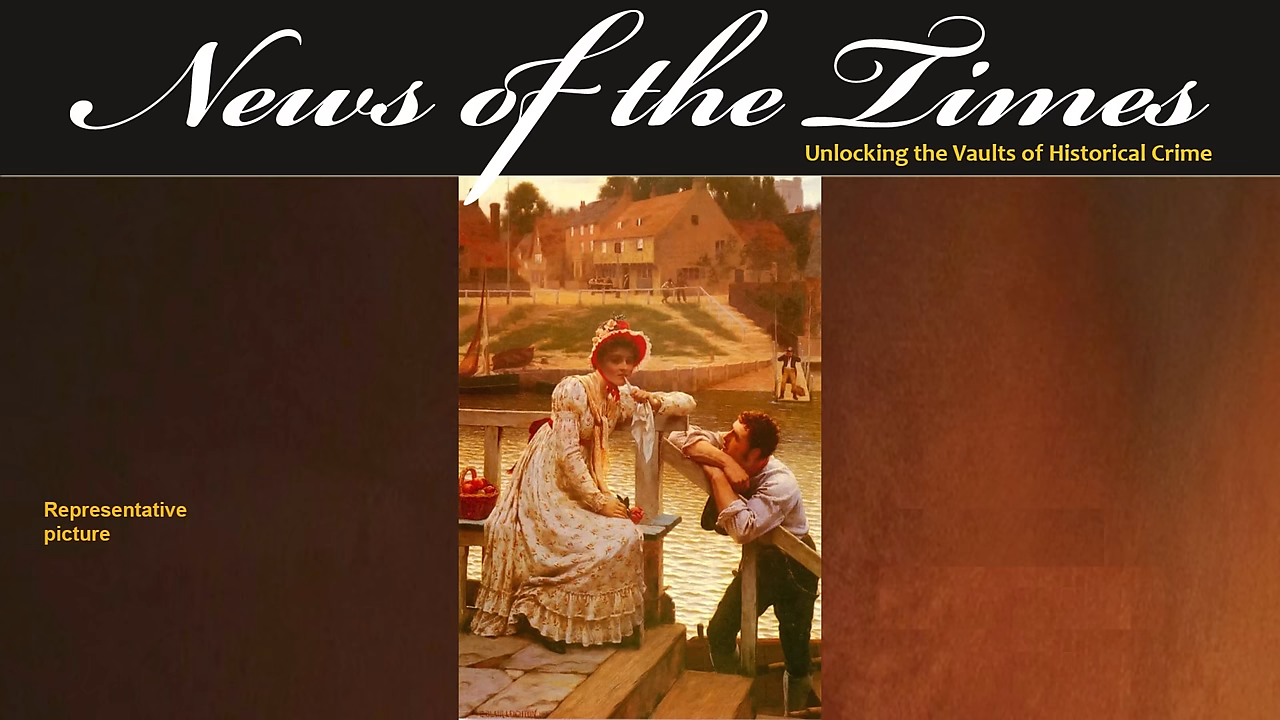 News of the Times
Unlocking the Vaults of Historical Crime
Representative
picture